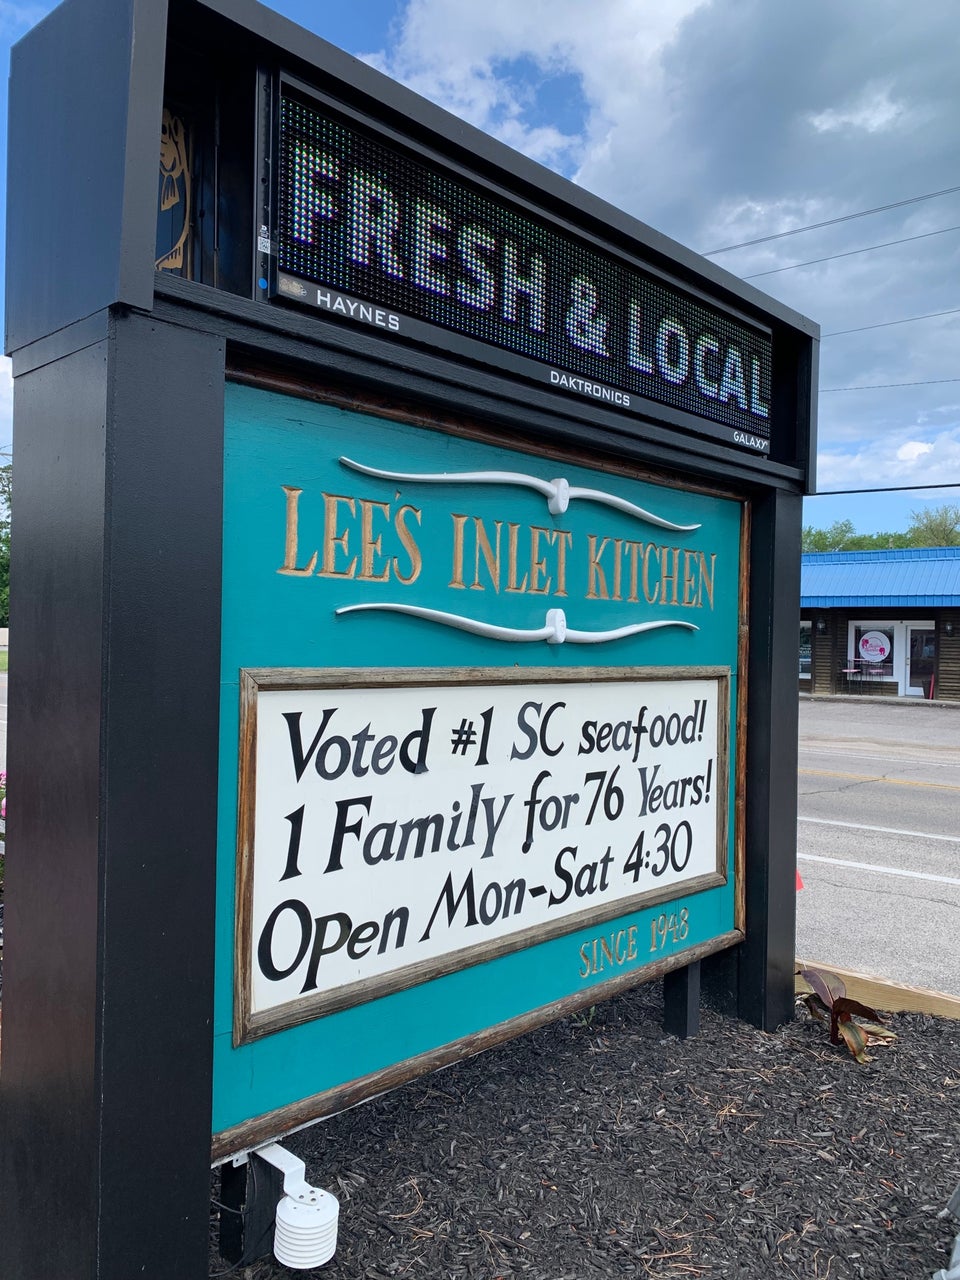 FRESH & LOCAL
HAYNES
DAKTRONICS
GALAXY
LEE'S INLET KITCHEN
Voted #1 SC seafood!
1 Family for 76 Years!
Open Mon-Sat 4:30
SINCE 1948